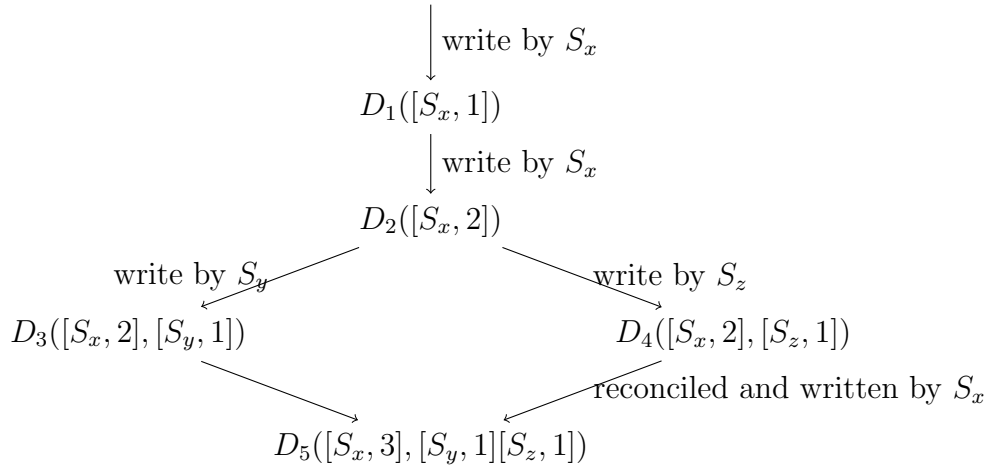 write by $S_x$
$D_1([S_x, 1])$
write by $S_x$
$D_2([S_x, 2])$
write by $S_y$
write by $S_z$
$D_3([S_x, 2], [S_y, 1])$
$D_4([S_x, 2], [S_z, 1])$
reconciled and written by $S_x$
$D_5([S_x, 3], [S_y, 1][S_z, 1])$